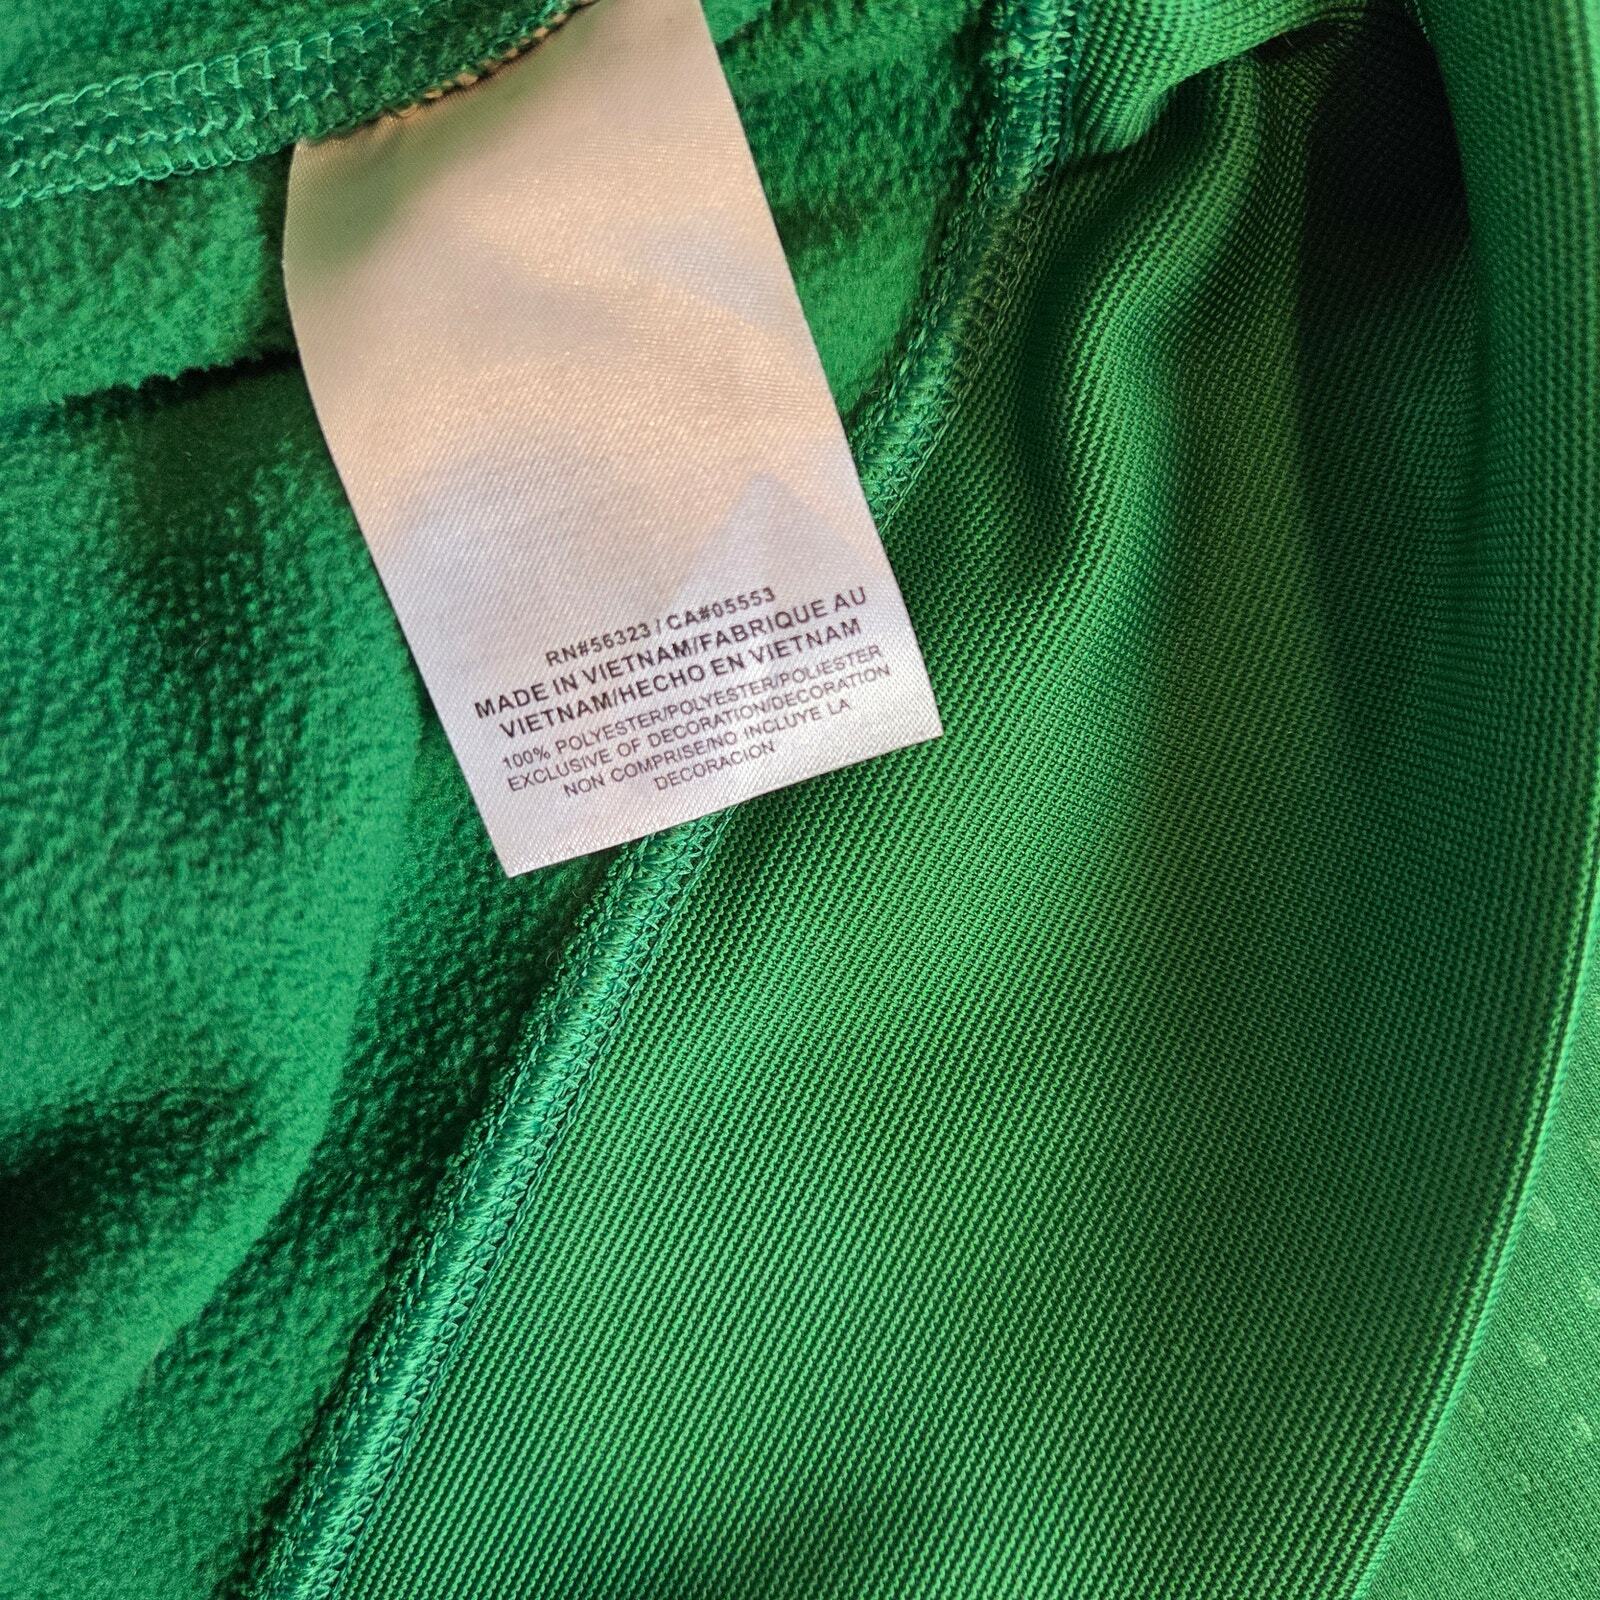 RN#56323 / CA#05553
MADE IN VIETNAM/FABRIQUE AU
VIETNAM/HECHO EN VIETNAM
100% POLYESTER/POLYESTER/POLIESTER
EXCLUSIVE OF DECORATION/DECORATION
NON COMPRISE/NO INCLUYE LA
DECORACION